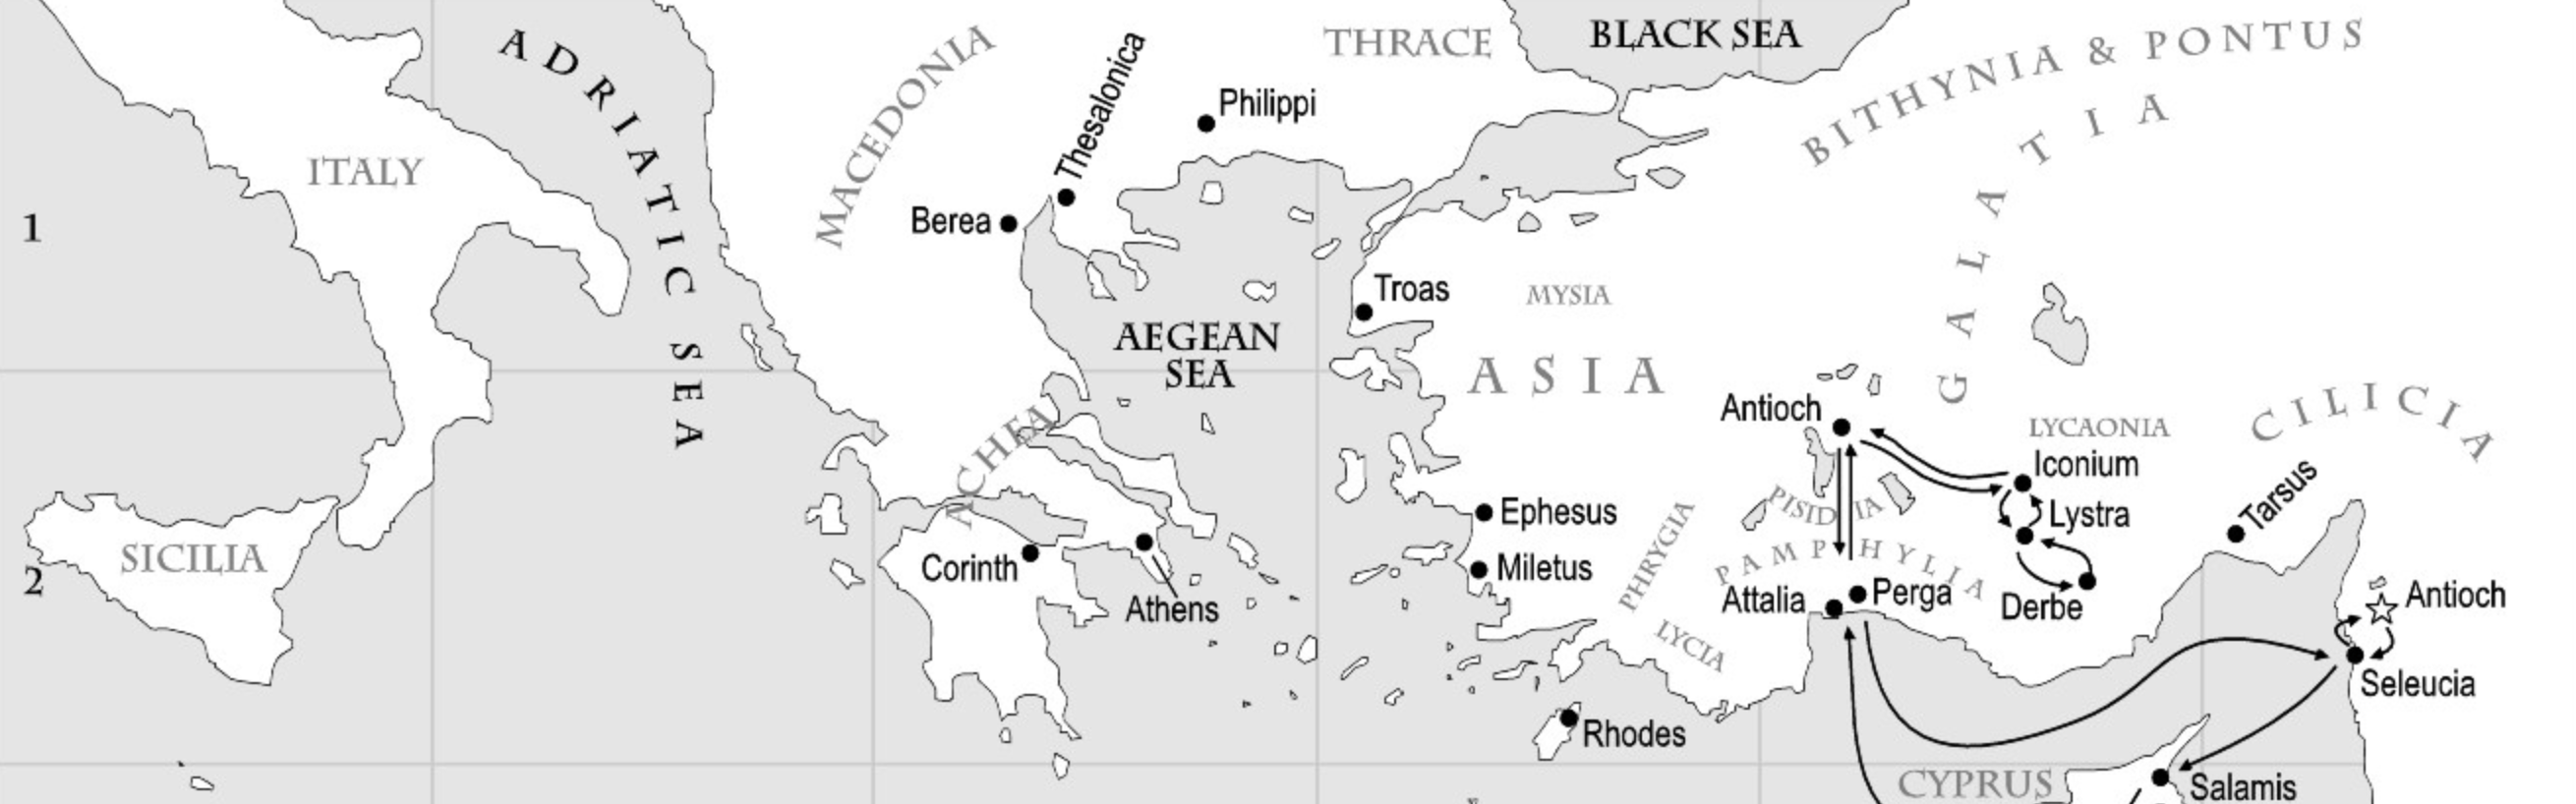 ADRIATIC SEA
MACEDONIA
Thesalonica
THRACE
BLACK SEA
BITHYNIA & PONTUS
Philippi
GALATIA
ITALY
1
Berea
Troas
MYSIA
AEGEAN
SEA
ASIA
Antioch
LYCAONIA
CILICIA
ACHEA
Iconium
Tarsus
PISIDIA
Ephesus
Lystra
PHRYGIA
SICILIA
2
Corinth
Miletus
PAMPHYLIA
Attalia
Perga
Derbe
Antioch
Athens
LYCIA
Seleucia
Rhodes
CYPRUS
Salamis